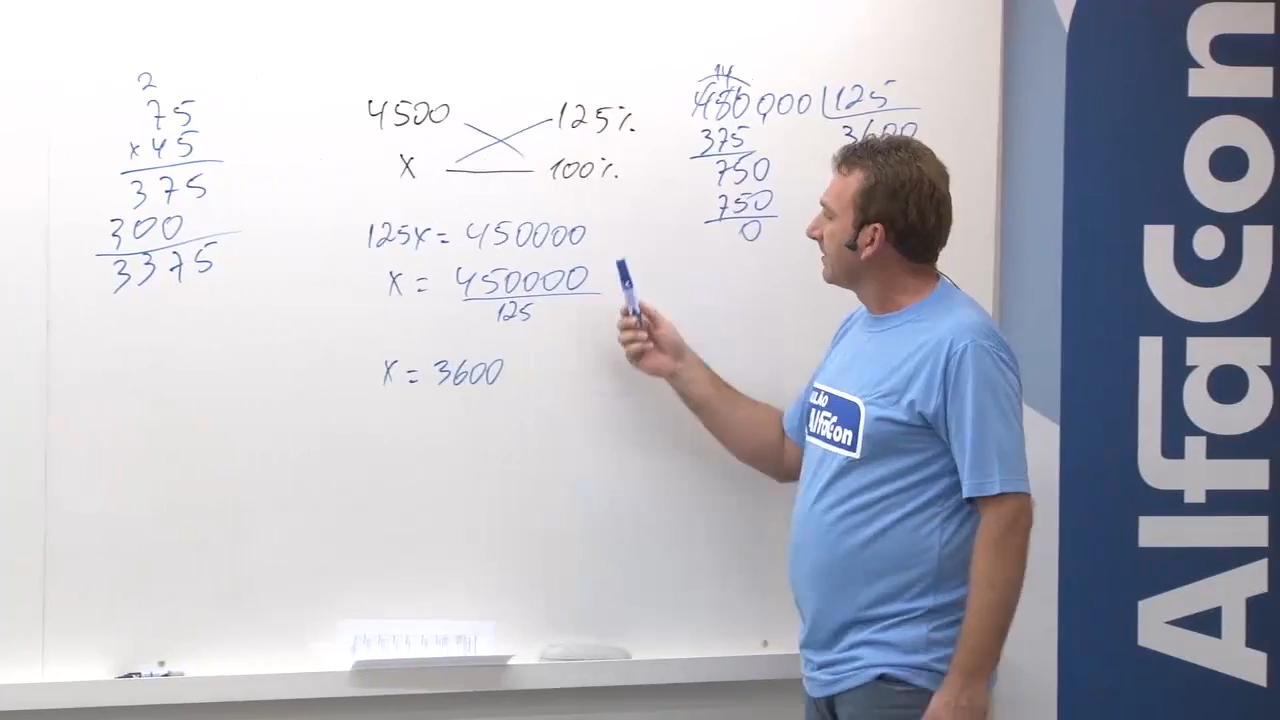 2
75
x 45
375
300
3375
4500 125%
X 100%
125x = 450000
x = 450000
125
x = 3600
14
450000 125
375 3600
750
750
0
AlfaCon
AlfaCon